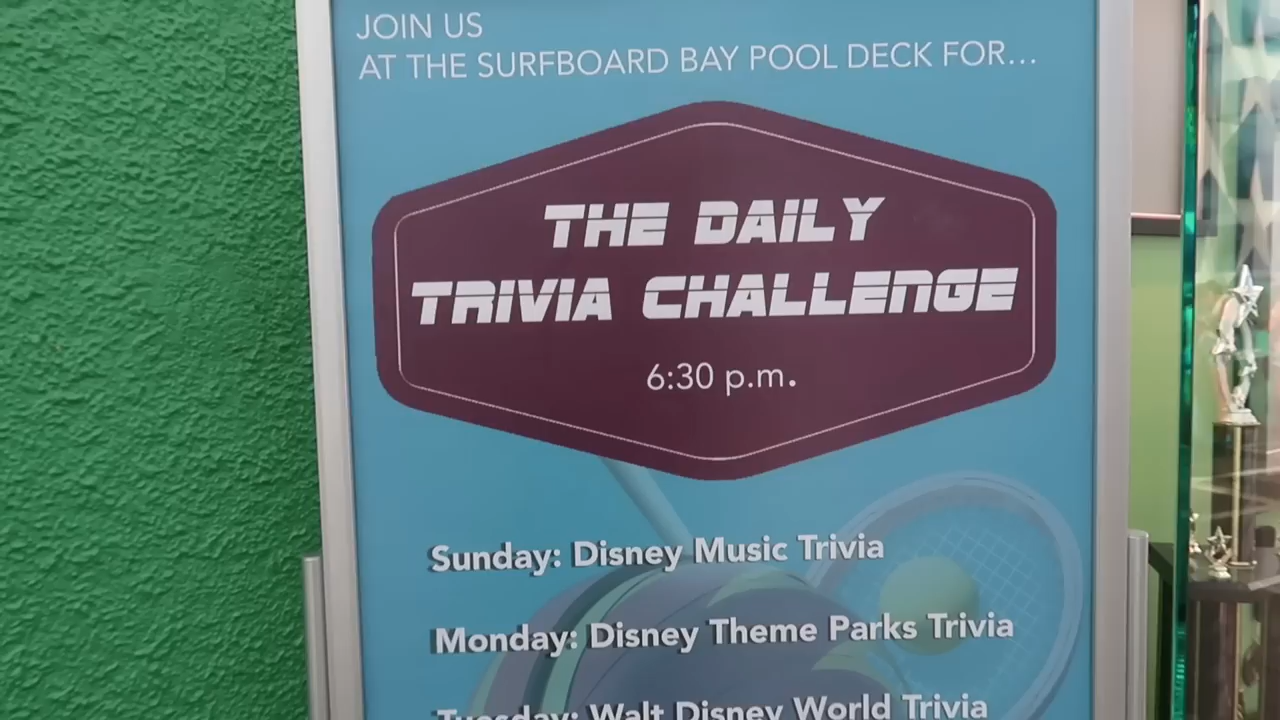 JOIN US
AT THE SURFBOARD BAY POOL DECK FOR...
THE DAILY
TRIVIA CHALLENGE
6:30 p.m.
Sunday: Disney Music Trivia
Monday: Disney Theme Parks Trivia
Tuesday: Walt Disney World Trivia